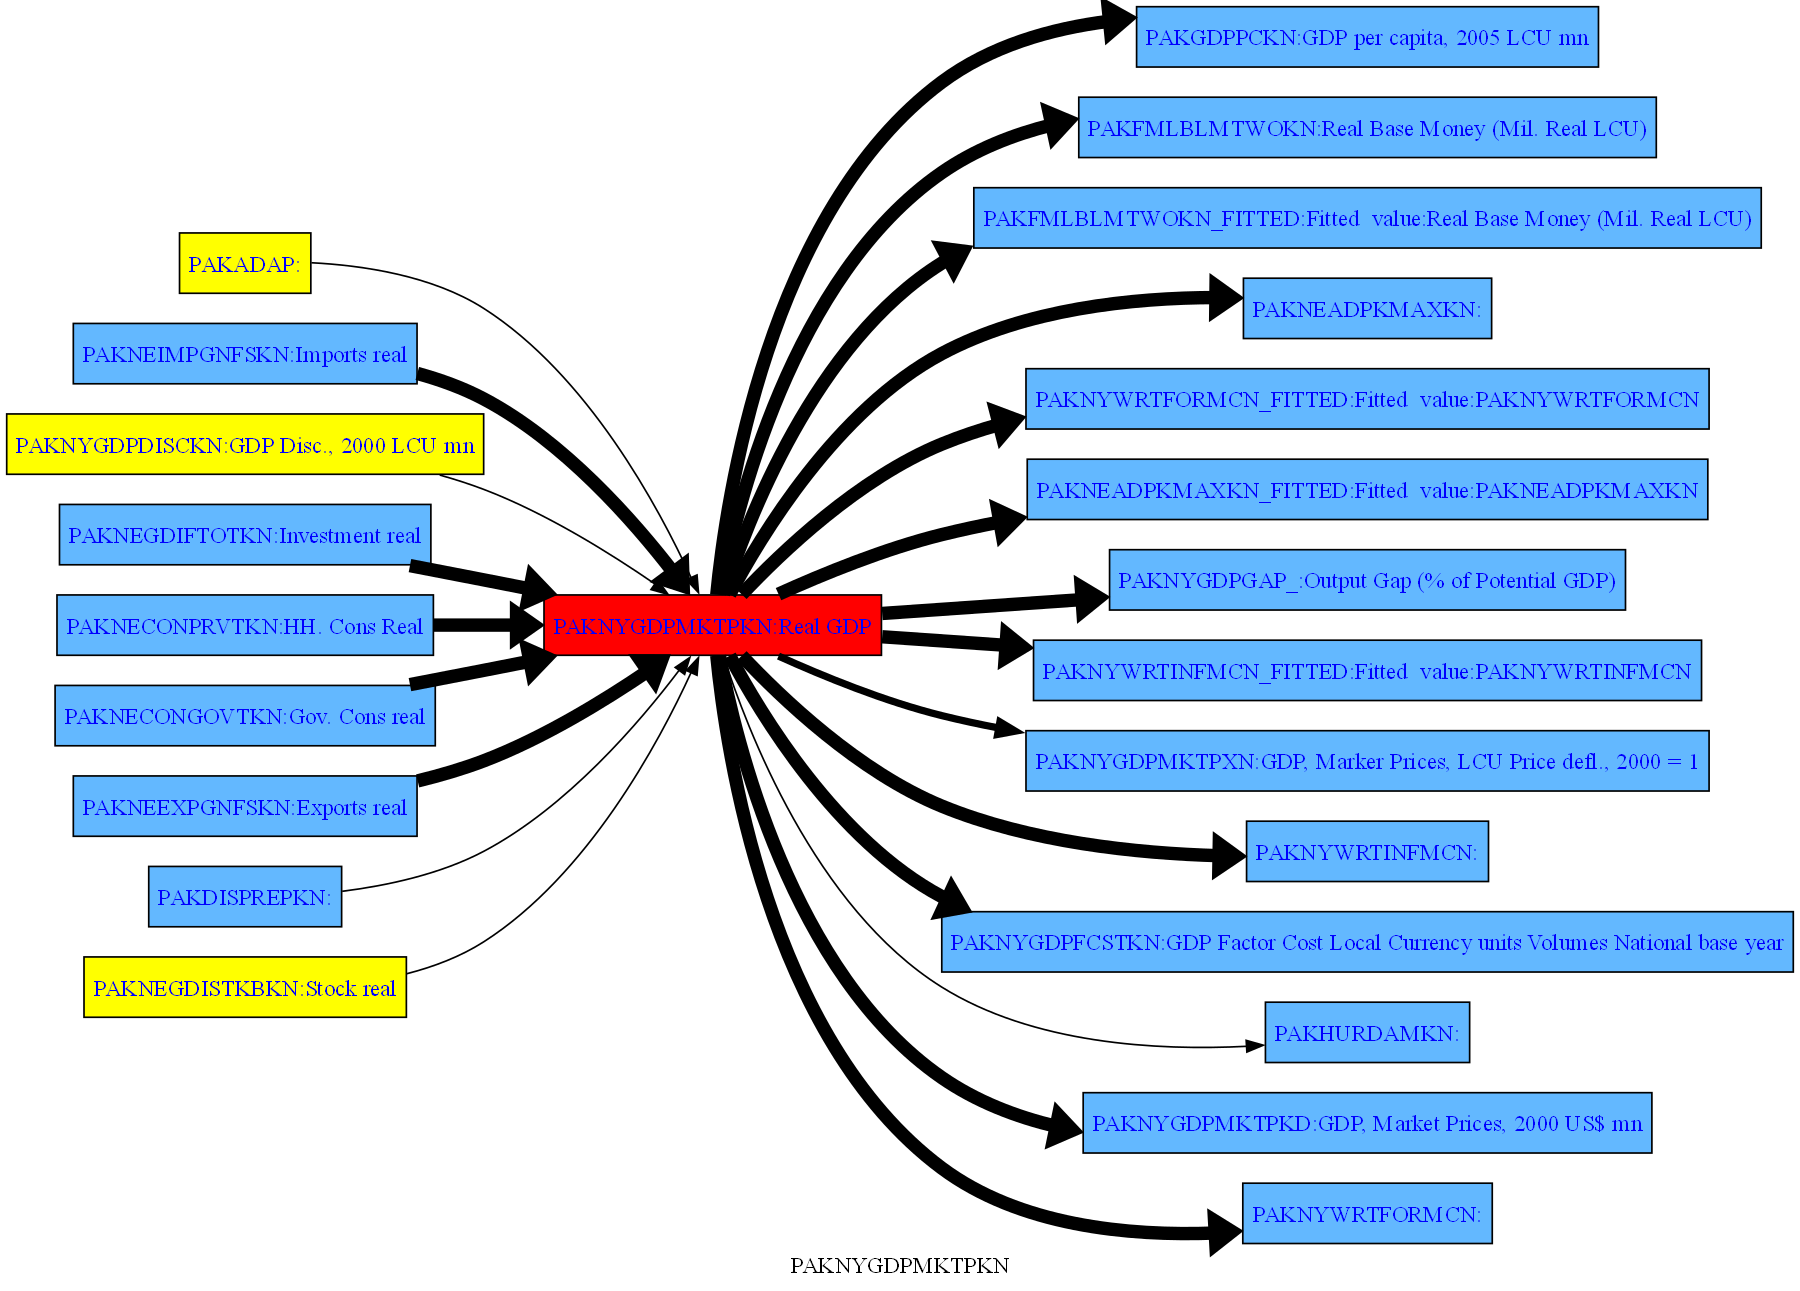 PAKGDPPCKN:GDP per capita, 2005 LCU mn
PAKFMLBLMTWOKN:Real Base Money (Mil. Real LCU)
PAKFMLBLMTWOKN_FITTED:Fitted  value:Real Base Money (Mil. Real LCU)
PAKADAP:
PAKNEADPKMAXKN:
PAKNEIMPGNFSKN:Imports real
PAKNYWRTFORMCN_FITTED:Fitted  value:PAKNYWRTFORMCN
PAKNYGDPDISCKN:GDP Disc., 2000 LCU mn
PAKNEADPKMAXKN_FITTED:Fitted  value:PAKNEADPKMAXKN
PAKNEGDIFTOTKN:Investment real
PAKNYGDPGAP_:Output Gap (% of Potential GDP)
PAKNECONPRVTKN:HH. Cons Real
PAKNYGDPMKTPKN:Real GDP
PAKNYWRTINFMCN_FITTED:Fitted  value:PAKNYWRTINFMCN
PAKNECONGOVTKN:Gov. Cons real
PAKNYGDPMKTPXN:GDP, Marker Prices, LCU Price defl., 2000 = 1
PAKNEEXPGNFSKN:Exports real
PAKNYWRTINFMCN:
PAKDISPREPKN:
PAKNYGDPFCSTKN:GDP Factor Cost Local Currency units Volumes National base year
PAKNEGDISTKBKN:Stock real
PAKHURDAMKN:
PAKNYGDPMKTPKD:GDP, Market Prices, 2000 US$ mn
PAKNYWRTFORMCN:
PAKNYGDPMKTPKN